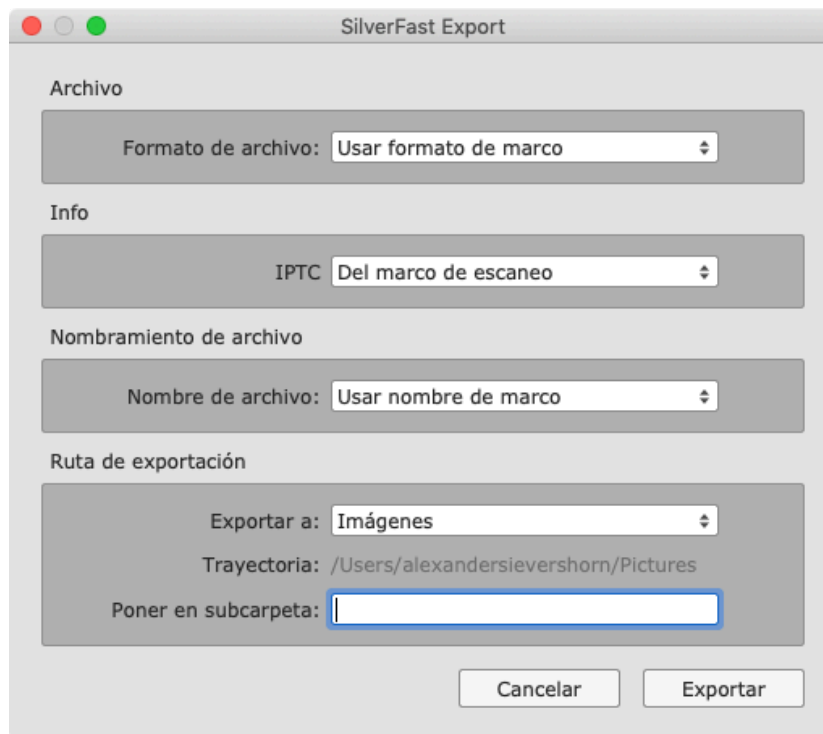 SilverFast Export
Archivo
Formato de archivo: Usar formato de marco
Info
IPTC Del marco de escaneo
Nombramiento de archivo
Nombre de archivo: Usar nombre de marco
Ruta de exportación
Exportar a: Imágenes
Trayectoria: /Users/alexandersievershorn/Pictures
Poner en subcarpeta:
Cancelar Exportar